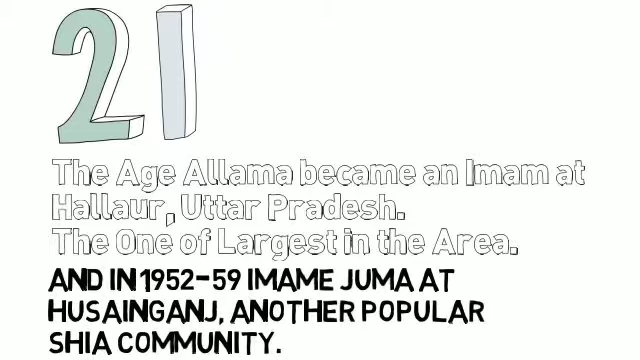 21
The Age Allama became an Imam at
Hallaur, Uttar Pradesh.
The One of Largest in the Area.
AND IN 1952-59 IMAME JUMA AT
HUSAINGANJ, ANOTHER POPULAR
SHIA COMMUNITY.